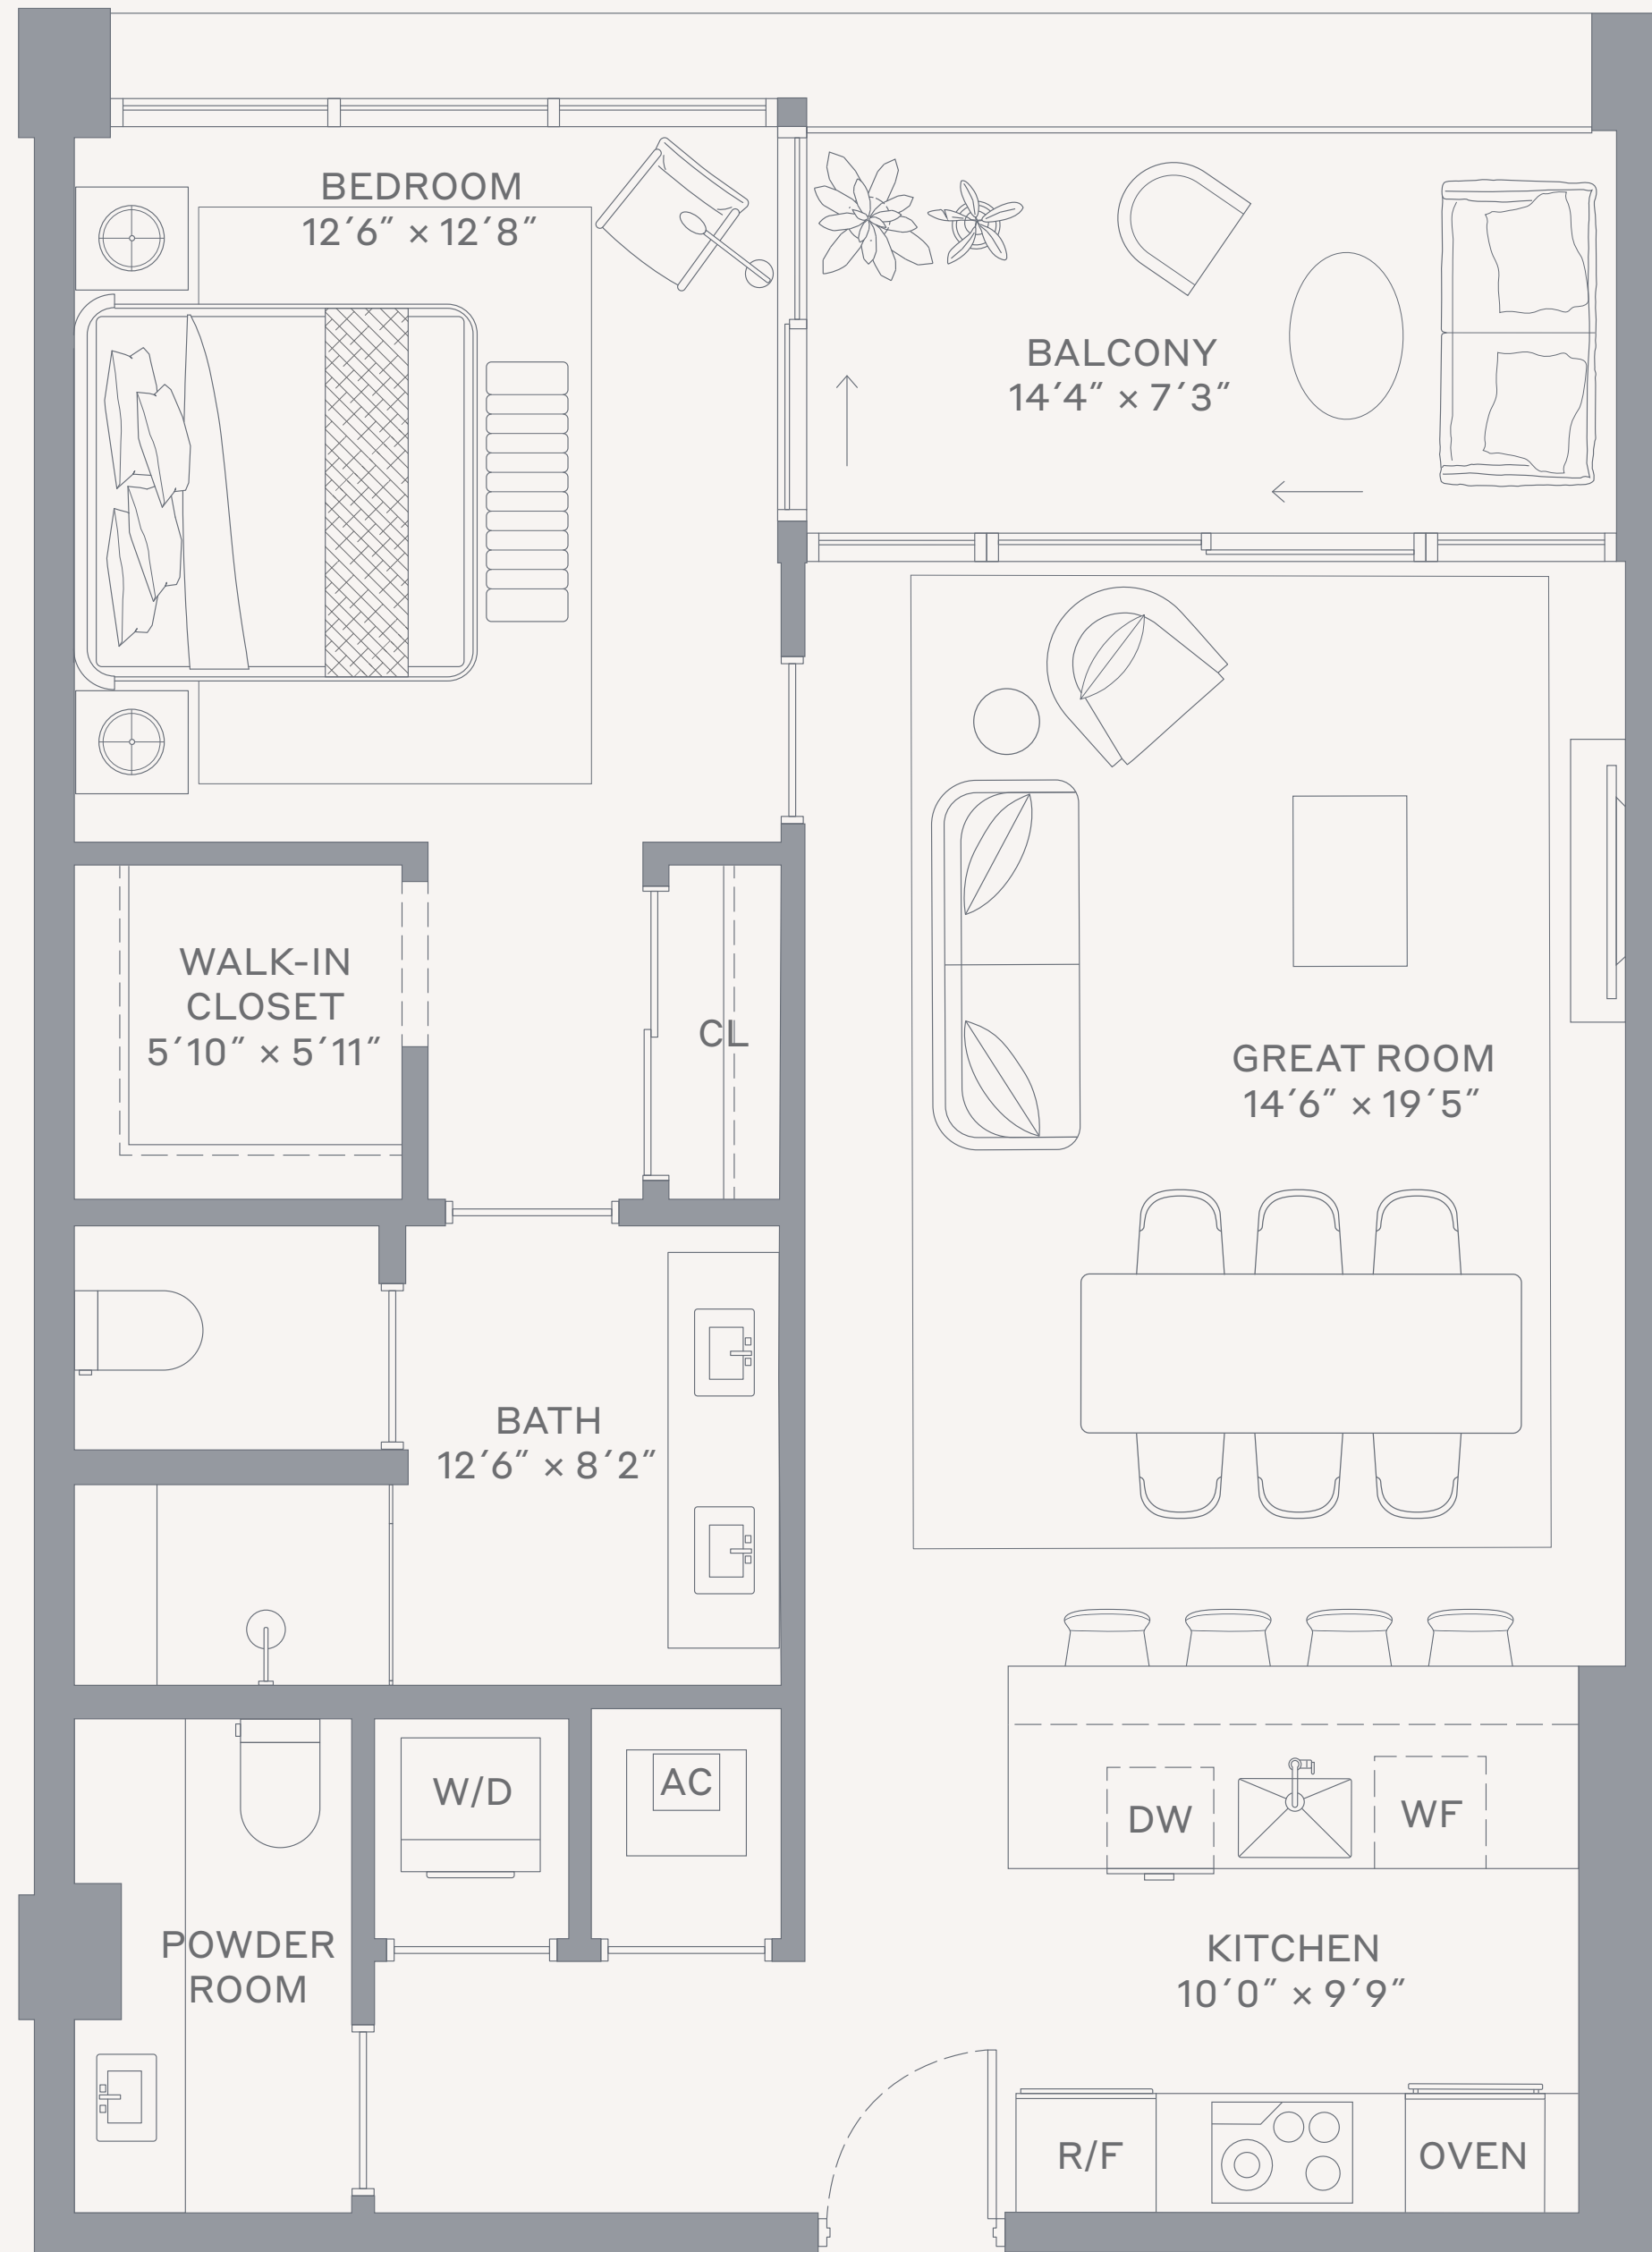 BEDROOM
12′6″ × 12′8″
BALCONY
14′4″ × 7′3″
WALK-IN
CLOSET
5′10″ × 5′11″
CL
GREAT ROOM
14′6″ × 19′5″
BATH
12′6″ × 8′2″
W/D
AC
DW
WF
POWDER
ROOM
KITCHEN
10′0″ × 9′9″
R/F
OVEN